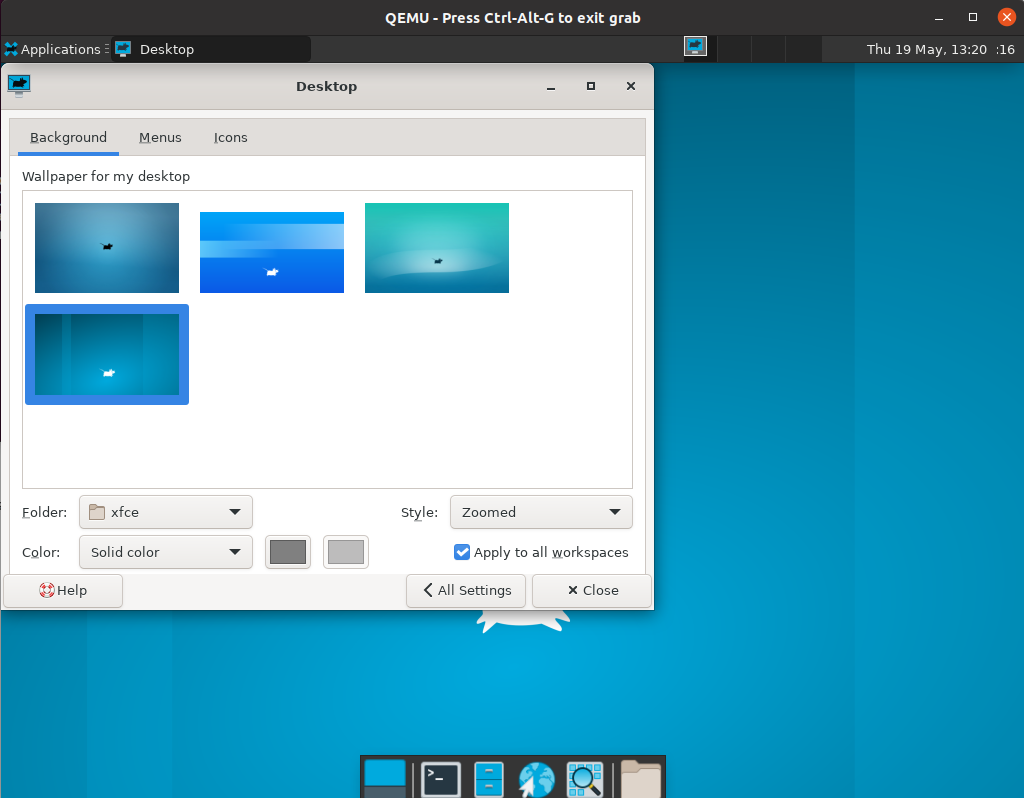 QEMU - Press Ctrl-Alt-G to exit grab
Applications Desktop Thu 19 May, 13:20 :16
Desktop
Background Menus Icons
Wallpaper for my desktop
Folder: xfce Style: Zoomed
Color: Solid color Apply to all workspaces
Help All Settings Close